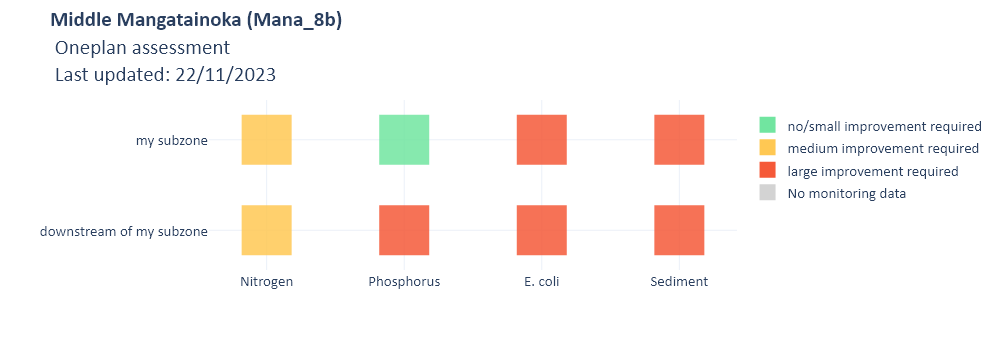 Middle Mangatainoka (Mana_8b)
Oneplan assessment
Last updated: 22/11/2023
my subzone
downstream of my subzone
Nitrogen
Phosphorus
E. coli
Sediment
no/small improvement required
medium improvement required
large improvement required
No monitoring data